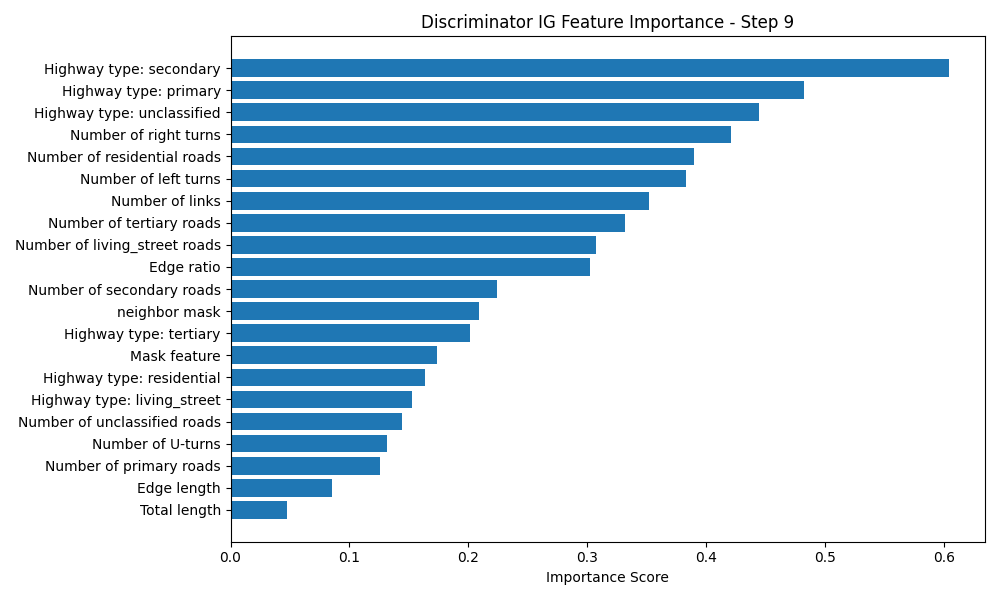 Discriminator IG Feature Importance - Step 9
Highway type: secondary
Highway type: primary
Highway type: unclassified
Number of right turns
Number of residential roads
Number of left turns
Number of links
Number of tertiary roads
Number of living_street roads
Edge ratio
Number of secondary roads
neighbor mask
Highway type: tertiary
Mask feature
Highway type: residential
Highway type: living_street
Number of unclassified roads
Number of U-turns
Number of primary roads
Edge length
Total length
0.0 0.1 0.2 0.3 0.4 0.5 0.6
Importance Score